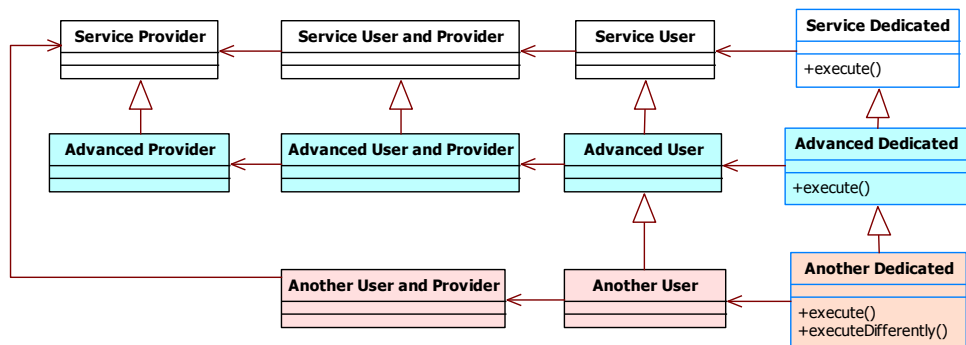 Service Provider
Service User and Provider
Service User
Service Dedicated
+execute()
Advanced Provider
Advanced User and Provider
Advanced User
Advanced Dedicated
+execute()
Another User and Provider
Another User
Another Dedicated
+execute()
+executeDifferently()